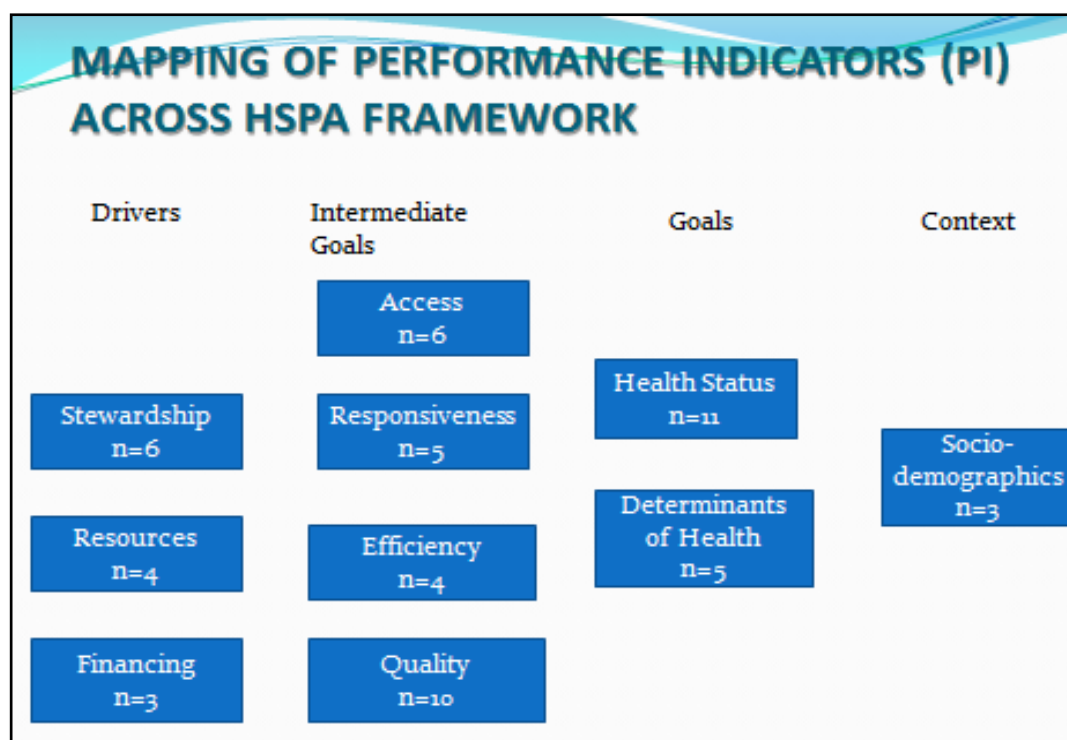 MAPPING OF PERFORMANCE INDICATORS (PI)
ACROSS HSPA FRAMEWORK
Drivers
Intermediate
Goals
Goals
Context
Access
n=6
Stewardship
n=6
Responsiveness
n=5
Health Status
n=11
Socio-
demographics
n=3
Resources
n=4
Efficiency
n=4
Determinants
of Health
n=5
Financing
n=3
Quality
n=10